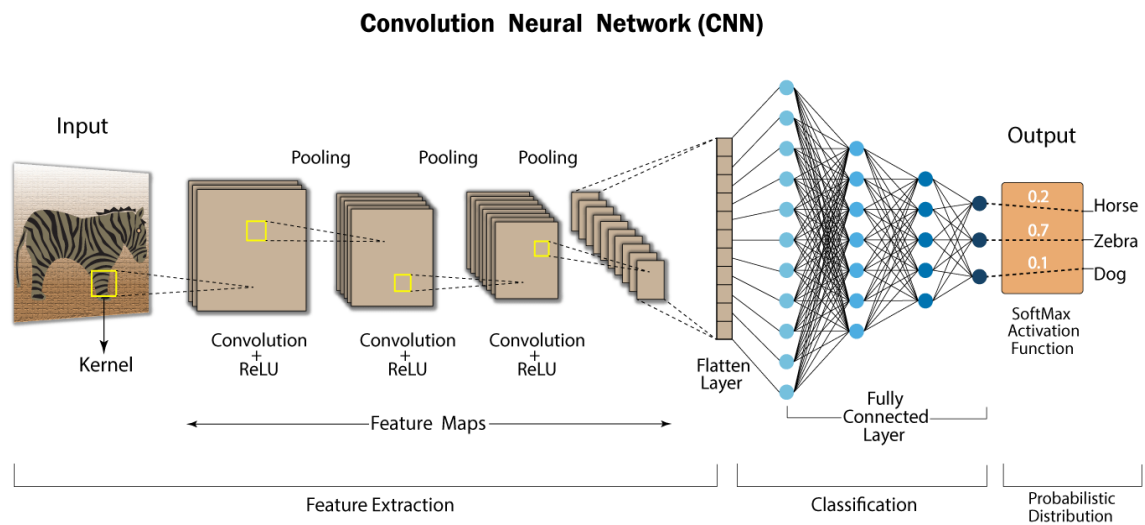 Convolution Neural Network (CNN)
Input
Pooling
Pooling
Pooling
Output
0.2
Horse
0.7
Zebra
0.1
Dog
SoftMax
Activation
Function
Kernel
Convolution
+
ReLU
Convolution
+
ReLU
Convolution
+
ReLU
Flatten
Layer
Fully
Connected
Layer
Feature Maps
Feature Extraction
Classification
Probabilistic
Distribution